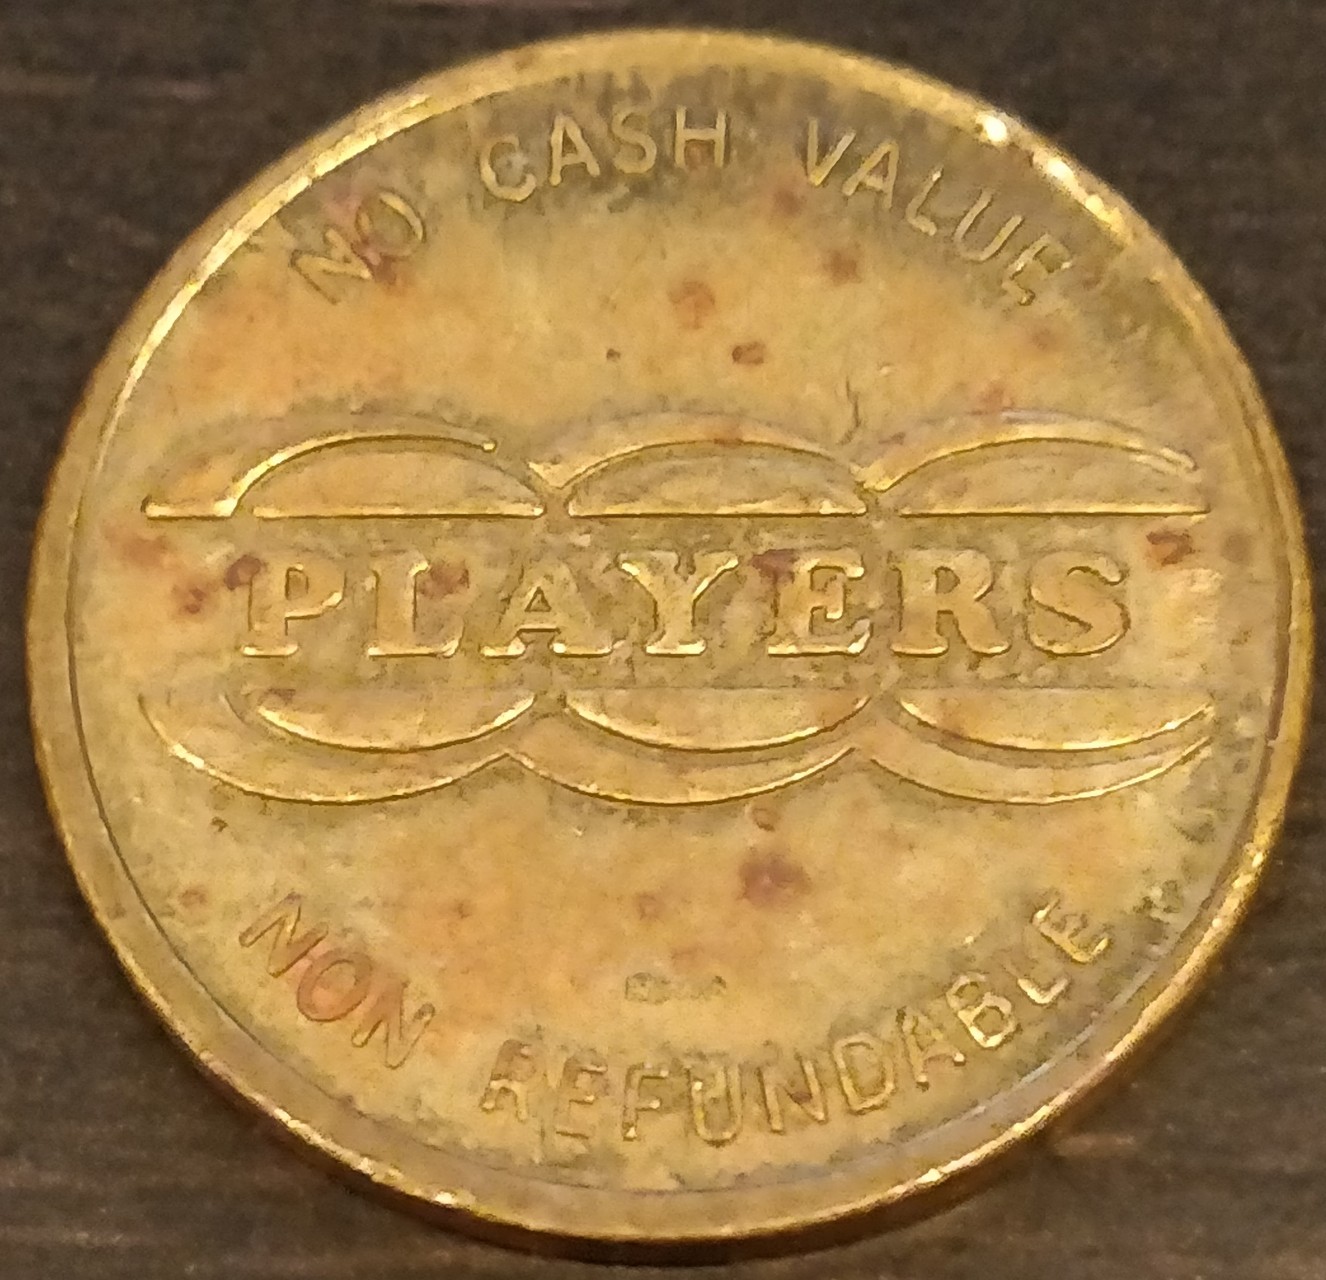 NO CASH VALUE
PLAYERS
NON REFUNDABLE